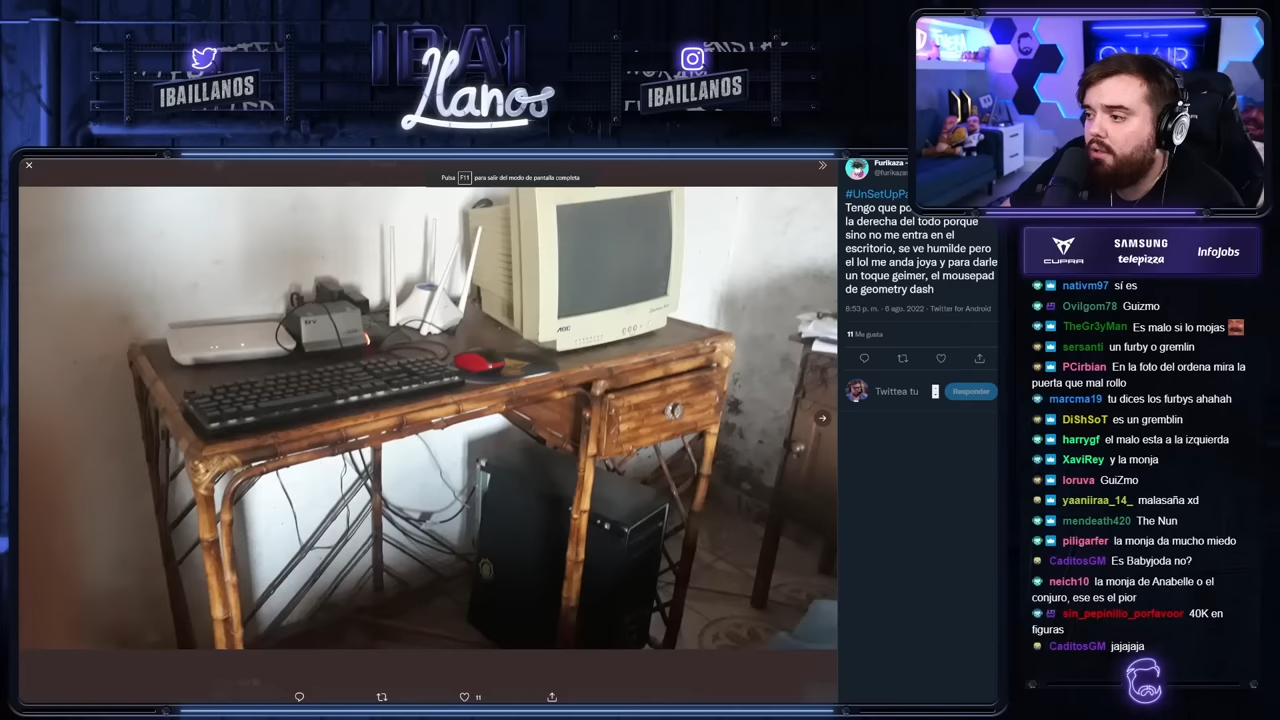 IBAI
Llanos
IBAILLANOS
IBAILLANOS
ON AIR
Pulsa F11 para salir del modo de pantalla completa
AOC
Furikaza
#UnSetUpPa
Tengo que po
la derecha del todo porque
sino no me entra en el
escritorio, se ve humilde pero
el lol me anda joya y para darle
un toque geimer, el mousepad
de geometry dash
8:53 p. m. · 6 ago. 2022 · Twitter for Android
11 Me gusta
Twittea tu
Responder
11
CUPRA
SAMSUNG
telepizza
InfoJobs
nativm97 sí es
Ovilgom78 Guizmo
TheGr3yMan Es malo si lo mojas
sersanti un furby o gremlin
PCirbian En la foto del ordena mira la
puerta que mal rollo
marcma19 tu dices los furbys ahahah
DiShSoT es un gremblin
harrygf el malo esta a la izquierda
XaviRey y la monja
loruva GuiZmo
yaaniiraa_14_ malasaña xd
mendeath420 The Nun
piligarfer la monja da mucho miedo
CaditosGM Es Babyjoda no?
neich10 la monja de Anabelle o el
conjuro, ese es el pior
sin_pepinillo_porfavoor 40K en
figuras
CaditosGM jajajaja